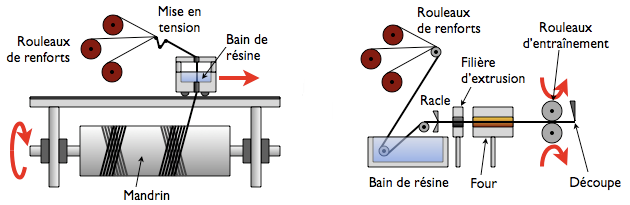 Mise en
tension
Rouleaux
de renforts
Bain de
résine
Mandrin
Rouleaux
de renforts
Rouleaux
d'entraînement
Filière
d'extrusion
Racle
Bain de résine
Four
Découpe